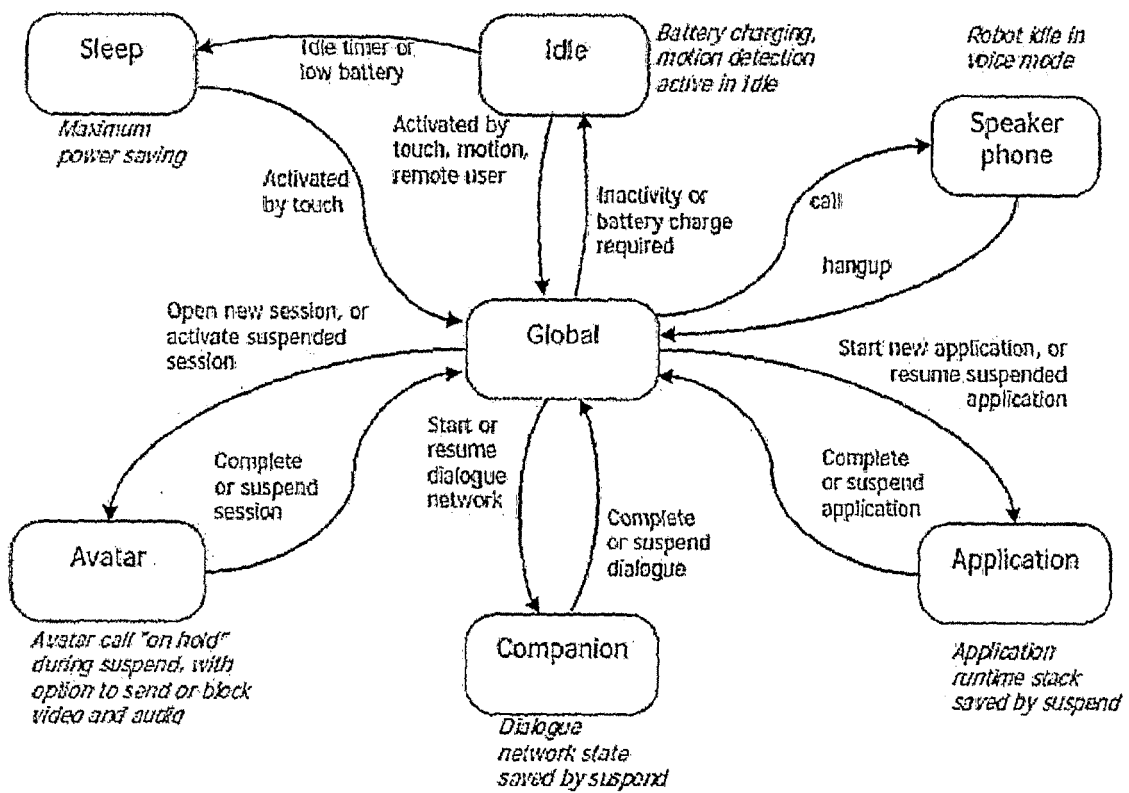 Sleep
Idle timer or
low battery
Idle
Battery charging,
motion detection
active in Idle
Robot idle in
voice mode
Maximum
power saving
Activated by
touch, motion,
remote user
Speaker
phone
Activated
by touch
Inactivity or
battery charge
required
call
hangup
Open new session, or
activate suspended
session
Global
Start new application, or
resume suspended
application
Complete
or suspend
session
Start or
resume
dialogue
network
Complete
or suspend
application
Complete
or suspend
dialogue
Avatar
Application
Avatar call "on hold"
during suspend, with
option to send or block
video and audio
Companion
Application
runtime stack
saved by suspend
Dialogue
network state
saved by suspend